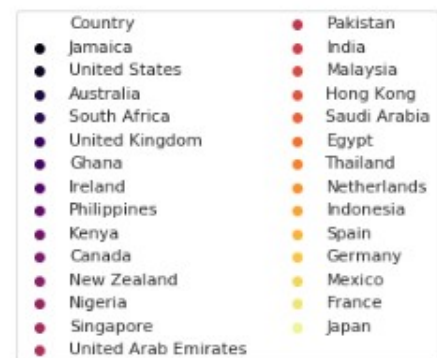 Country
Jamaica
United States
Australia
South Africa
United Kingdom
Ghana
Ireland
Philippines
Kenya
Canada
New Zealand
Nigeria
Singapore
United Arab Emirates
Pakistan
India
Malaysia
Hong Kong
Saudi Arabia
Egypt
Thailand
Netherlands
Indonesia
Spain
Germany
Mexico
France
Japan